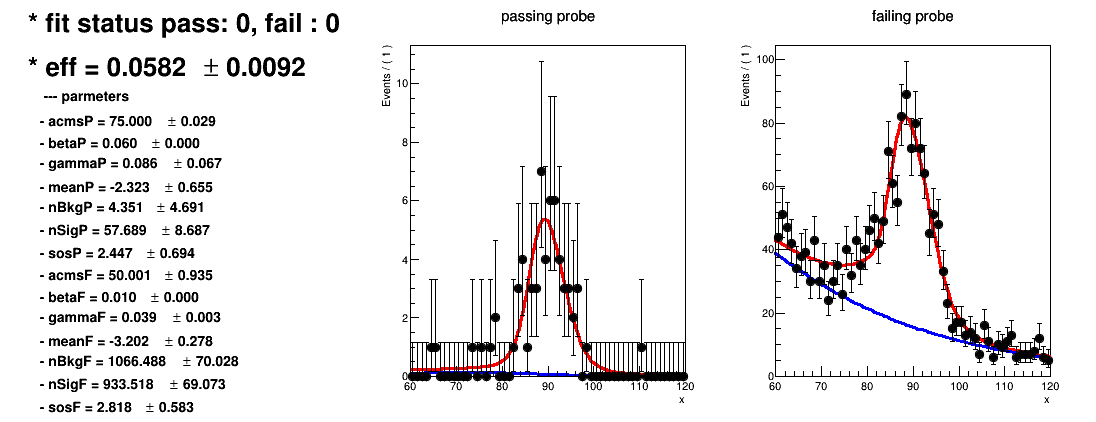 * fit status pass: 0, fail : 0
* eff = 0.0582 ± 0.0092
--- parmeters
- acmsP = 75.000 ± 0.029
- betaP = 0.060 ± 0.000
- gammaP = 0.086 ± 0.067
- meanP = -2.323 ± 0.655
- nBkgP = 4.351 ± 4.691
- nSigP = 57.689 ± 8.687
- sosP = 2.447 ± 0.694
- acmsF = 50.001 ± 0.935
- betaF = 0.010 ± 0.000
- gammaF = 0.039 ± 0.003
- meanF = -3.202 ± 0.278
- nBkgF = 1066.488 ± 70.028
- nSigF = 933.518 ± 69.073
- sosF = 2.818 ± 0.583
passing probe
Events / ( 1 )
10
8
6
4
2
0
60 70 80 90 100 110 120
x
failing probe
Events / ( 1 )
100
80
60
40
20
0
60 70 80 90 100 110 120
x